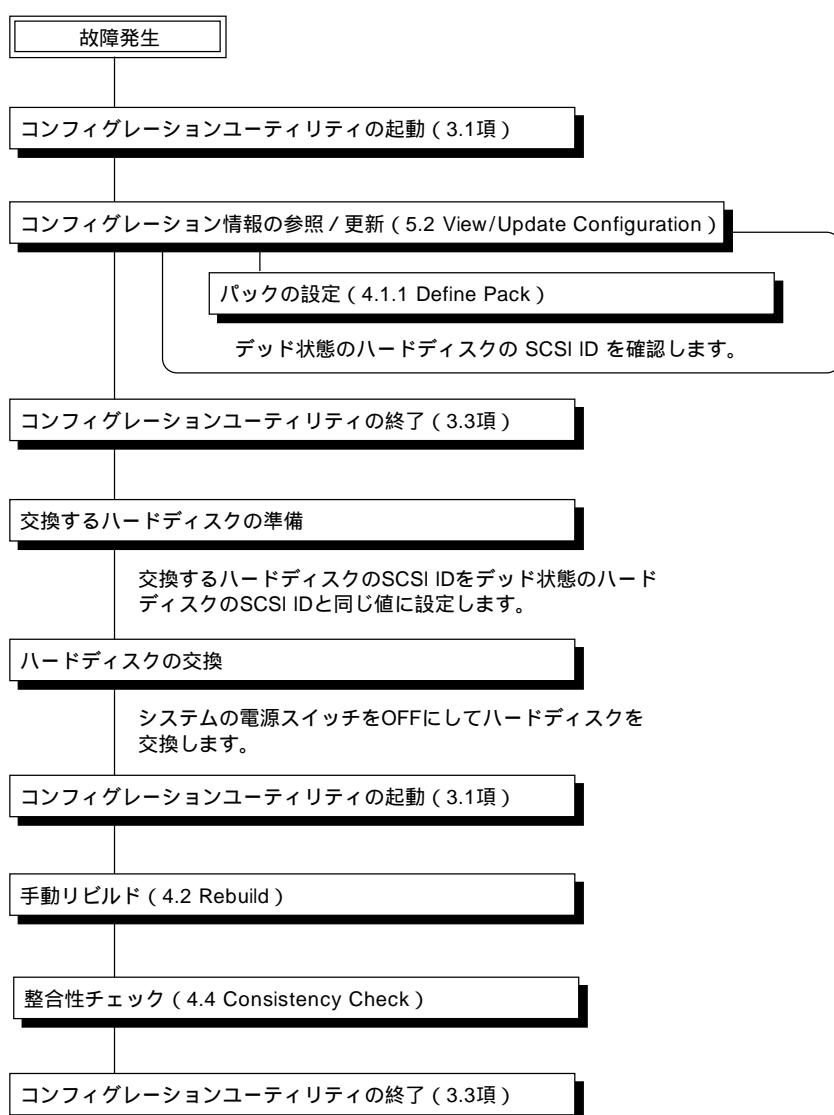 故障発生
コンフィグレーションユーティリティの起動（3.1項）
コンフィグレーション情報の参照／更新（5.2 View/Update Configuration）
パックの設定（4.1.1 Define Pack）
デッド状態のハードディスクの SCSI ID を確認します。
コンフィグレーションユーティリティの終了（3.3項）
交換するハードディスクの準備
交換するハードディスクのSCSI IDをデッド状態のハード
ディスクのSCSI IDと同じ値に設定します。
ハードディスクの交換
システムの電源スイッチをOFFにしてハードディスクを
交換します。
コンフィグレーションユーティリティの起動（3.1項）
手動リビルド（4.2 Rebuild）
整合性チェック（4.4 Consistency Check）
コンフィグレーションユーティリティの終了（3.3項）